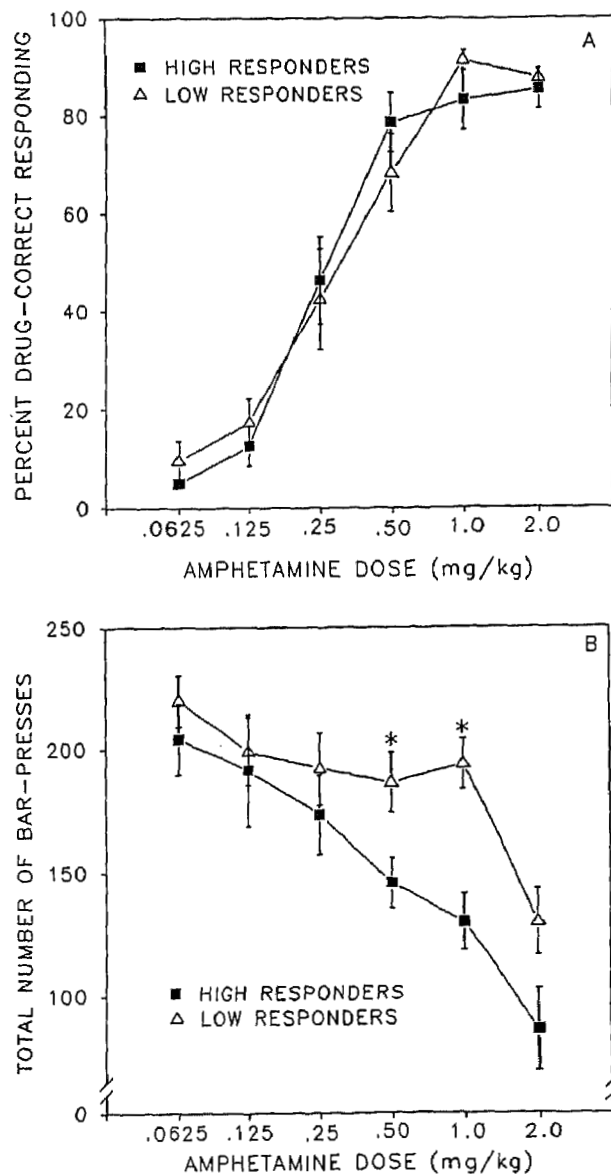 A
100
80
60
40
20
0
PERCENT DRUG-CORRECT RESPONDING
■ HIGH RESPONDERS
△ LOW RESPONDERS
.0625 .125 .25 .50 1.0 2.0
AMPHETAMINE DOSE (mg/kg)
B
250
200
150
100
0
TOTAL NUMBER OF BAR-PRESSES
* *
■ HIGH RESPONDERS
△ LOW RESPONDERS
.0625 .125 .25 .50 1.0 2.0
AMPHETAMINE DOSE (mg/kg)